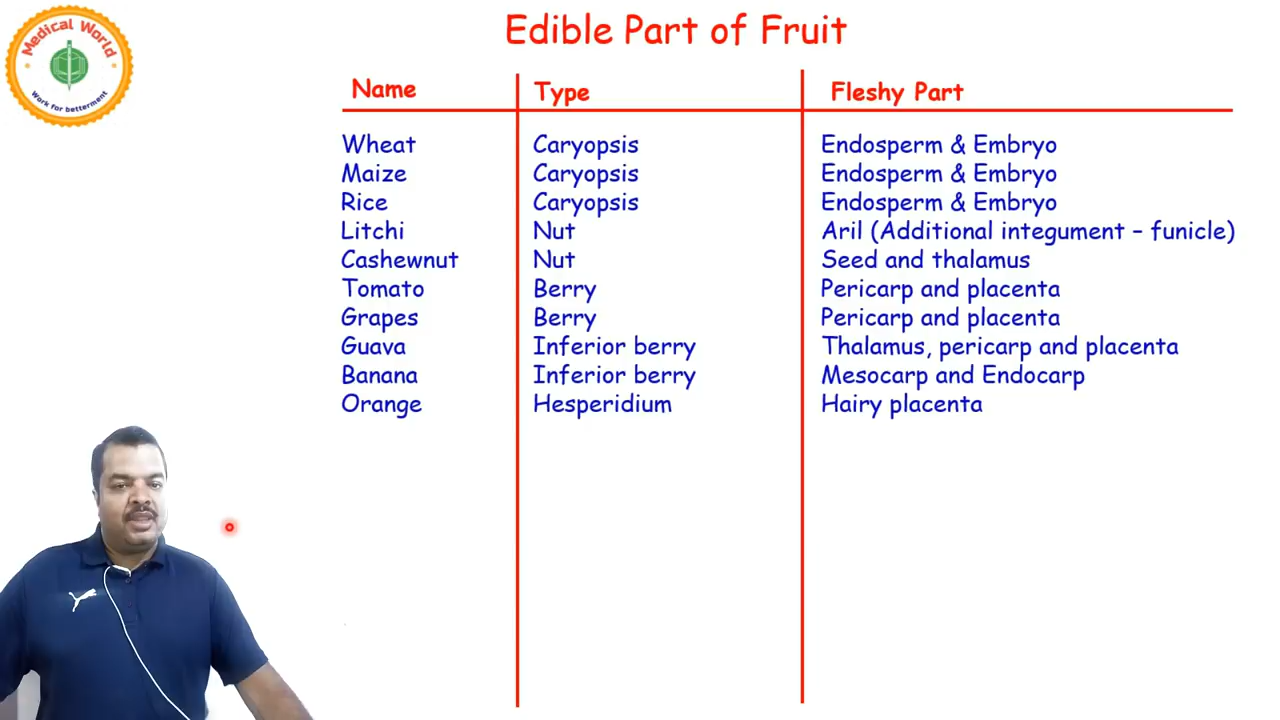 Medical World
Work for betterment
Edible Part of Fruit
Name Type Fleshy Part
Wheat Caryopsis Endosperm & Embryo
Maize Caryopsis Endosperm & Embryo
Rice Caryopsis Endosperm & Embryo
Litchi Nut Aril (Additional integument – funicle)
Cashewnut Nut Seed and thalamus
Tomato Berry Pericarp and placenta
Grapes Berry Pericarp and placenta
Guava Inferior berry Thalamus, pericarp and placenta
Banana Inferior berry Mesocarp and Endocarp
Orange Hesperidium Hairy placenta